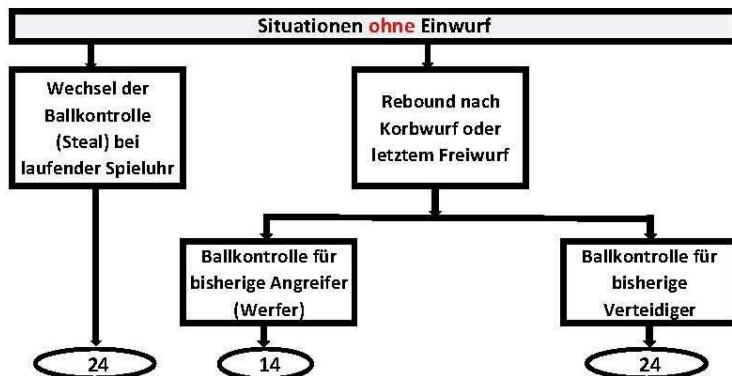 Situationen ohne Einwurf
Wechsel der
Ballkontrolle
(Steal) bei
laufender Spieluhr
Rebound nach
Korbwurf oder
letztem Freiwurf
Ballkontrolle für
bisherige Angreifer
(Werfer)
Ballkontrolle für
bisherige
Verteidiger
24
14
24